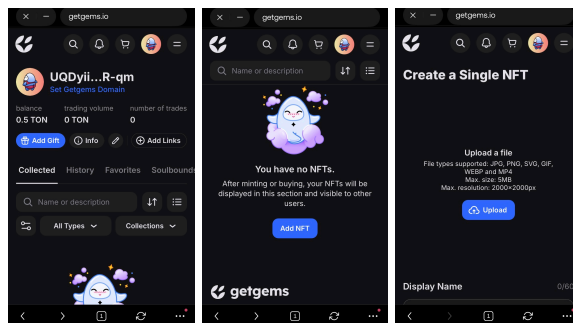 getgems.io
UQDyii...R-qm
Set Getgems Domain
balance trading volume number of trades
0.5 TON 0 TON 0
Add Gift Info Add Links
Collected History Favorites Soulbounds
Name or description
All Types Collections
1
getgems.io
Name or description
You have no NFTs.
After minting or buying, your NFTs will be
displayed in this section and visible to other
users.
Add NFT
getgems
1
getgems.io
Create a Single NFT
Upload a file
File types supported: JPG, PNG, SVG, GIF,
WEBP and MP4
Max. size: 5MB
Max. resolution: 2000×2000px
Upload
Display Name 0/60
1